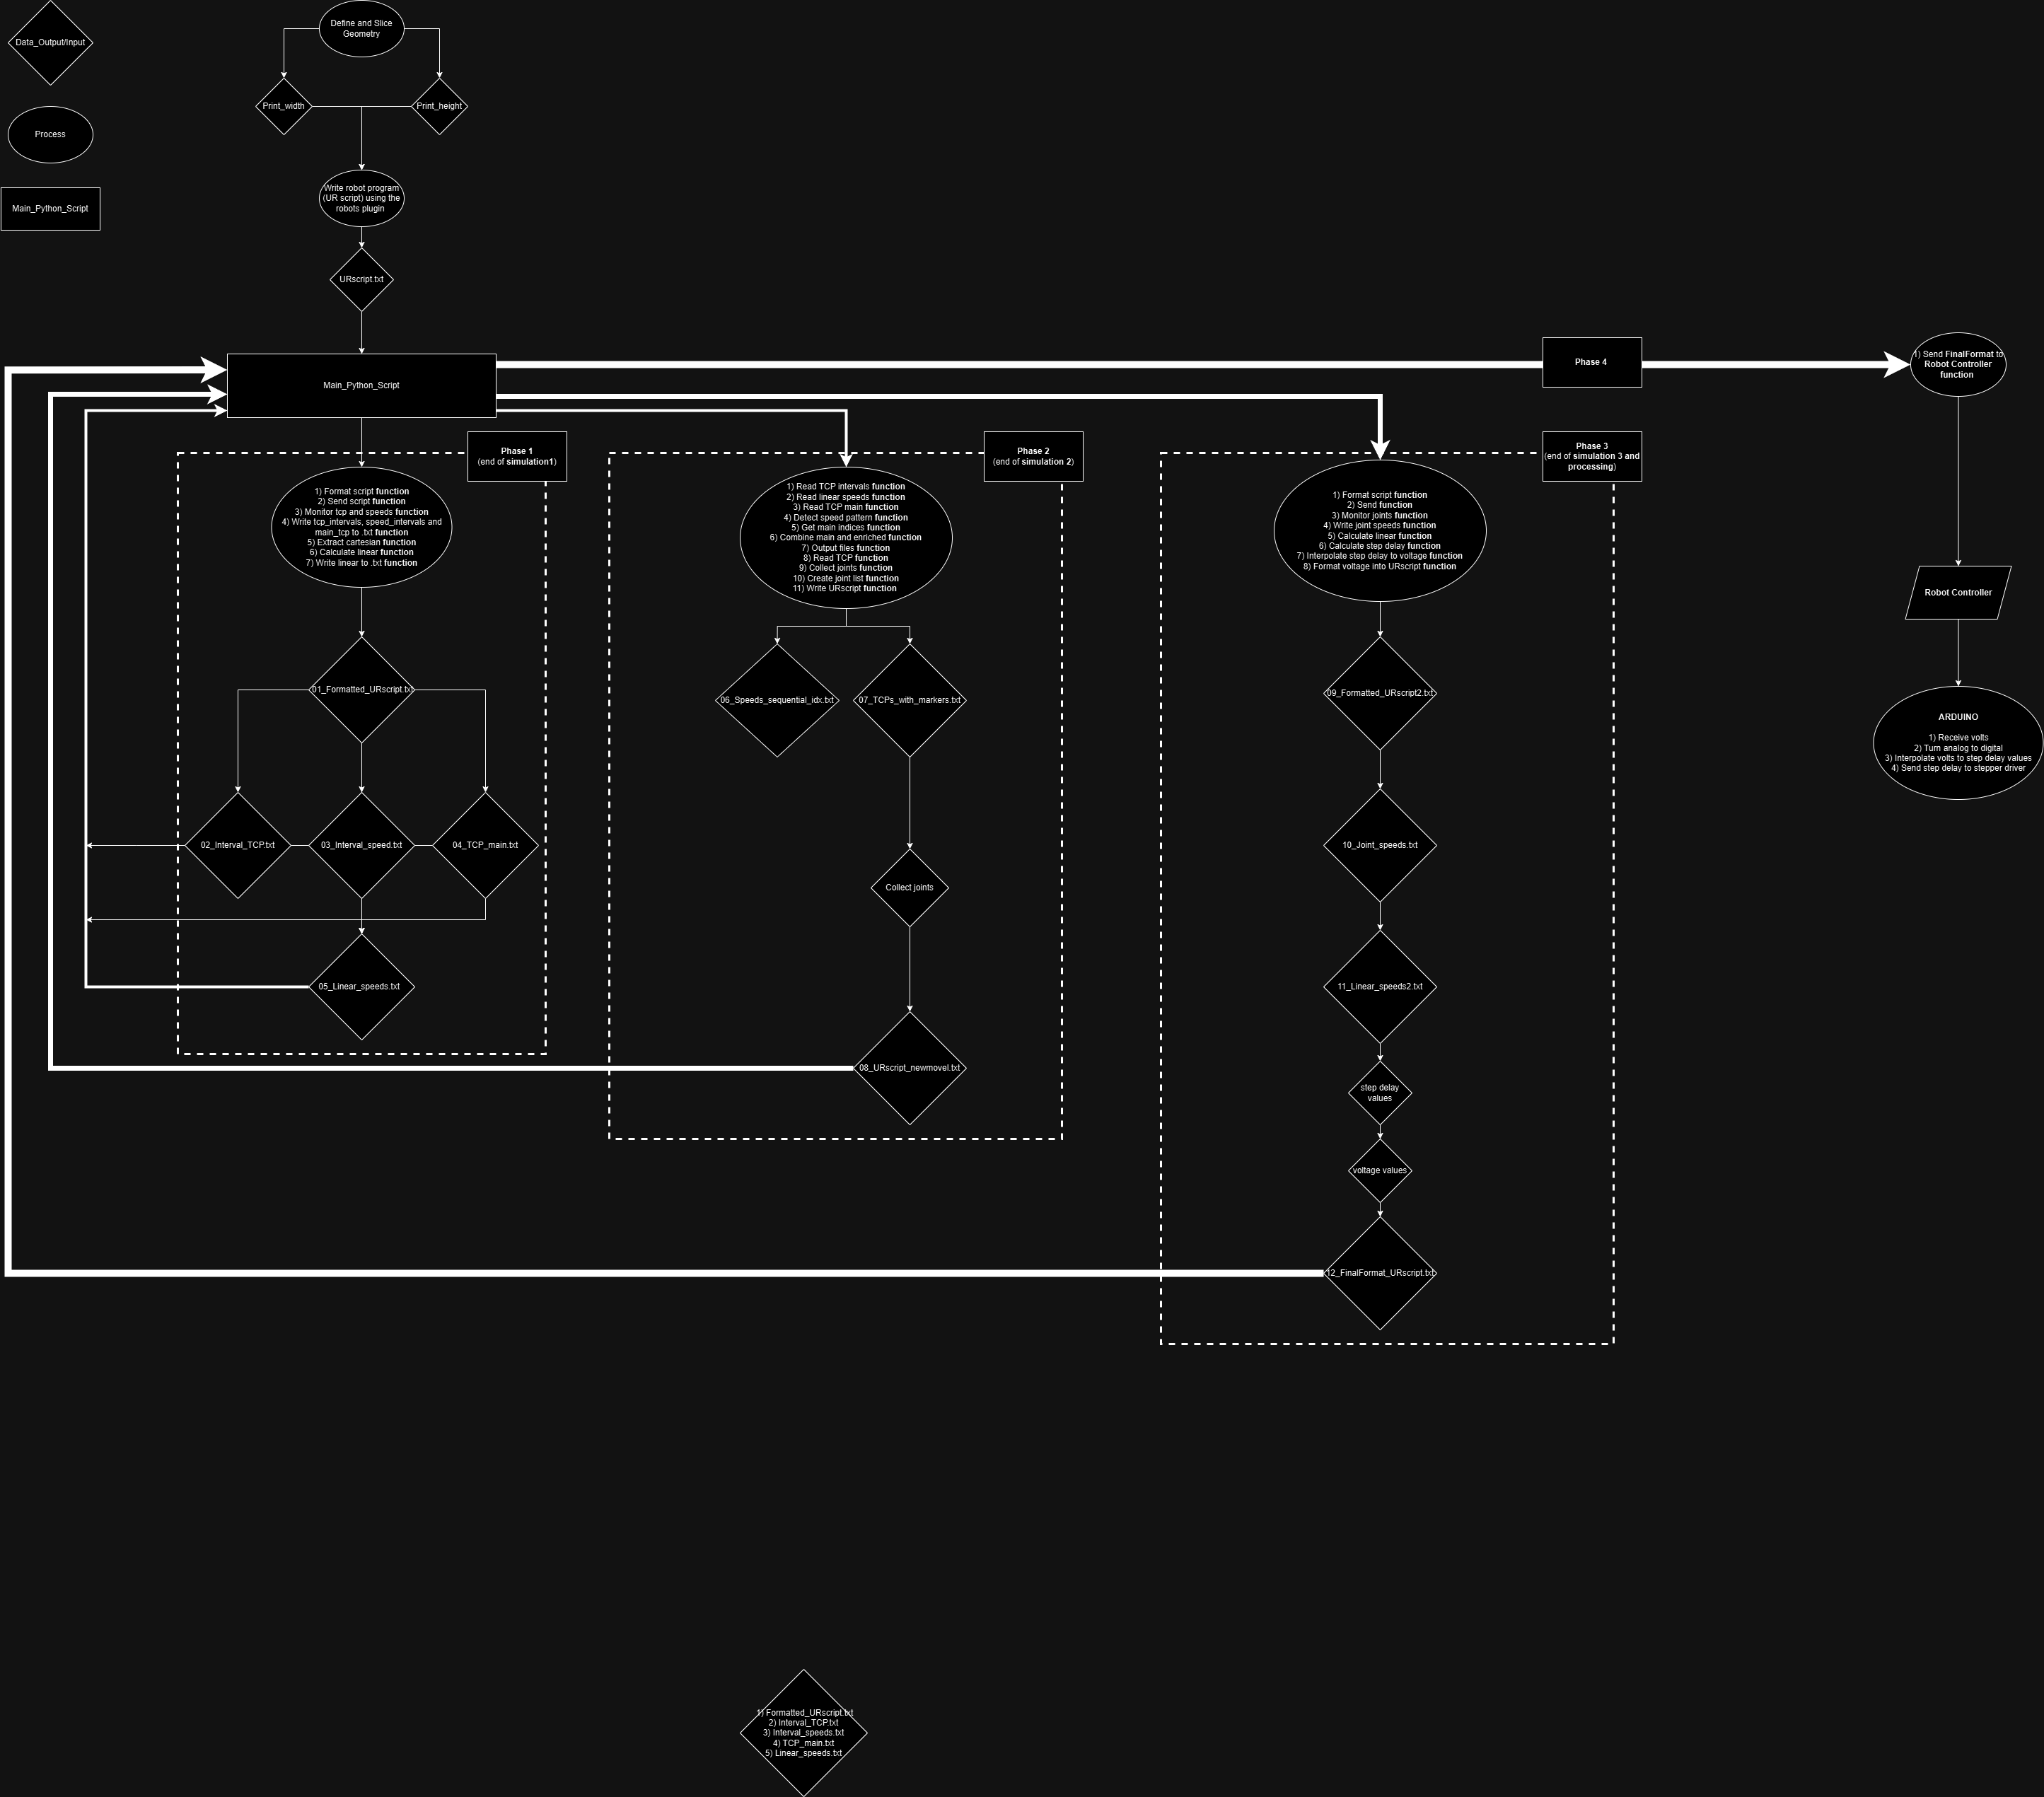 Data_Output/Input
Process
Main_Python_Script
Define and Slice
Geometry
Print_width
Print_height
Write robot program
(UR script) using the
robots plugin
URscript.txt
Main_Python_Script
Phase 4
1) Send FinalFormat to
Robot Controller
function
Robot Controller
ARDUINO
1) Receive volts
2) Turn analog to digital
3) Interpolate volts to step delay values
4) Send step delay to stepper driver
Phase 1
(end of simulation1)
1) Format script function
2) Send script function
3) Monitor tcp and speeds function
4) Write tcp_intervals, speed_intervals and
main_tcp to .txt function
5) Extract cartesian function
6) Calculate linear function
7) Write linear to .txt function
01_Formatted_URscript.txt
02_Interval_TCP.txt
03_Interval_speed.txt
04_TCP_main.txt
05_Linear_speeds.txt
Phase 2
(end of simulation 2)
1) Read TCP intervals function
2) Read linear speeds function
3) Read TCP main function
4) Detect speed pattern function
5) Get main indices function
6) Combine main and enriched function
7) Output files function
8) Read TCP function
9) Collect joints function
10) Create joint list function
11) Write URscript function
06_Speeds_sequential_idx.txt
07_TCPs_with_markers.txt
Collect joints
08_URscript_newmovel.txt
Phase 3
(end of simulation 3 and
processing)
1) Format script function
2) Send function
3) Monitor joints function
4) Write joint speeds function
5) Calculate linear function
6) Calculate step delay function
7) Interpolate step delay to voltage function
8) Format voltage into URscript function
09_Formatted_URscript2.txt
10_Joint_speeds.txt
11_Linear_speeds2.txt
step delay
values
voltage values
12_FinalFormat_URscript.txt
1) Formatted_URscript.txt
2) Interval_TCP.txt
3) Interval_speeds.txt
4) TCP_main.txt
5) Linear_speeds.txt